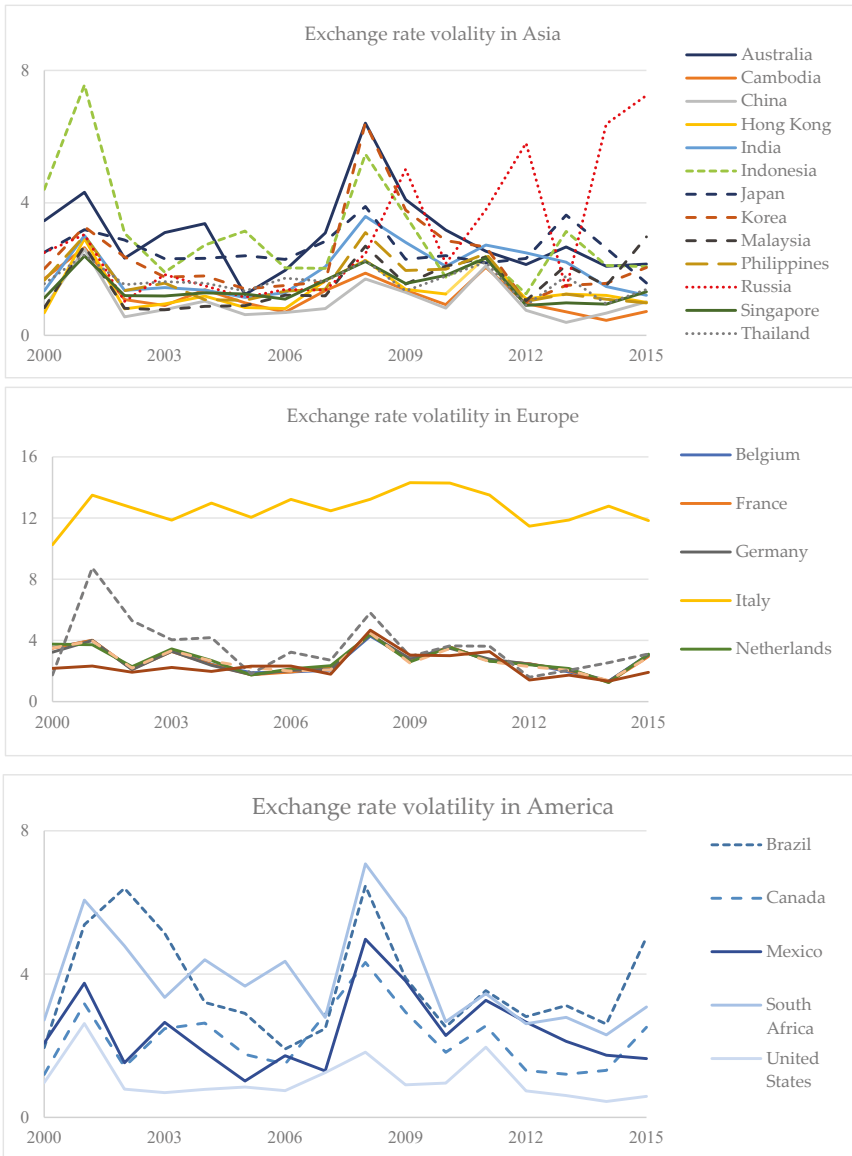 Exchange rate volality in Asia
8
4
0
2000 2003 2006 2009 2012 2015
Australia
Cambodia
China
Hong Kong
India
Indonesia
Japan
Korea
Malaysia
Philippines
Russia
Singapore
Thailand
Exchange rate volatility in Europe
16
12
8
4
0
2000 2003 2006 2009 2012 2015
Belgium
France
Germany
Italy
Netherlands
Exchange rate volatility in America
8
4
0
2000 2003 2006 2009 2012 2015
Brazil
Canada
Mexico
South
Africa
United
States